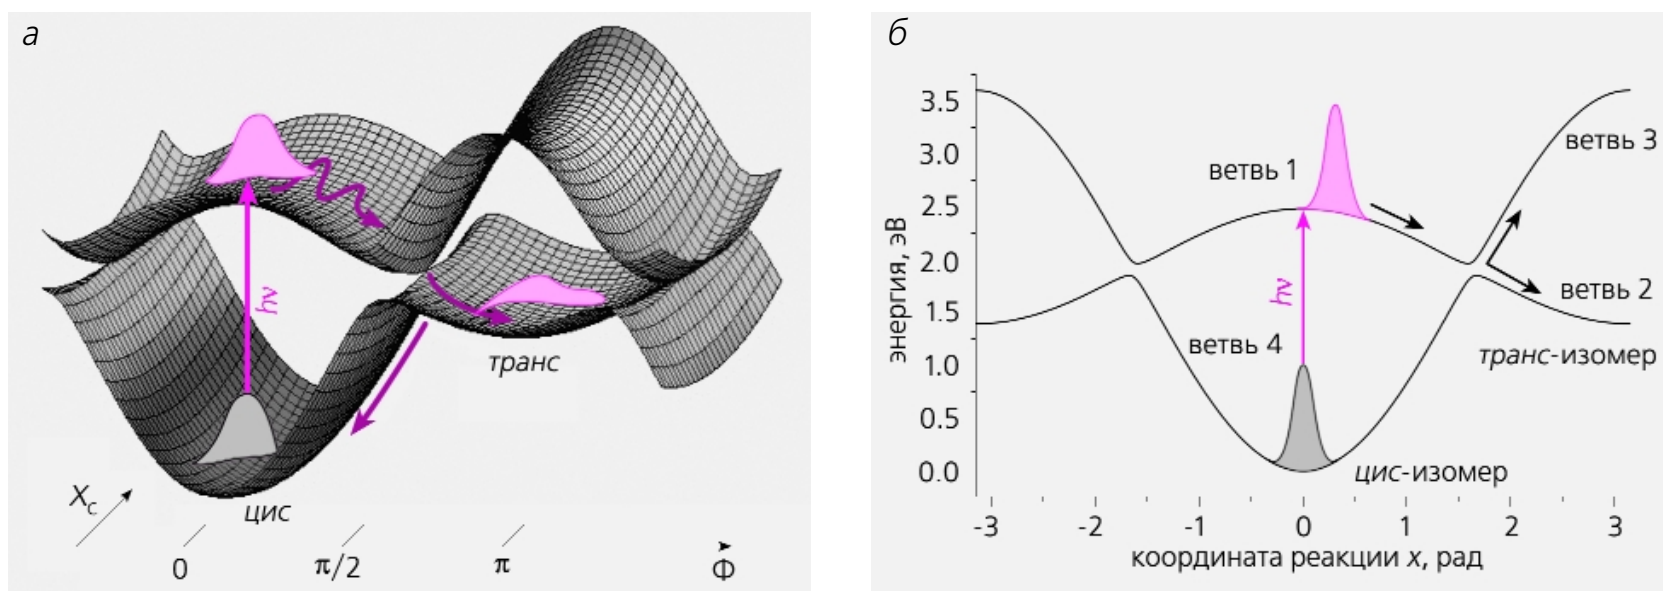 а
hν
транс
цис
Xс
0
π/2
π
Φ
б
энергия, эВ
3.5
3.0
2.5
2.0
1.5
1.0
0.5
0.0
ветвь 1
ветвь 3
ветвь 2
hν
ветвь 4
транс-изомер
цис-изомер
-3 -2 -1 0 1 2 3
координата реакции x, рад